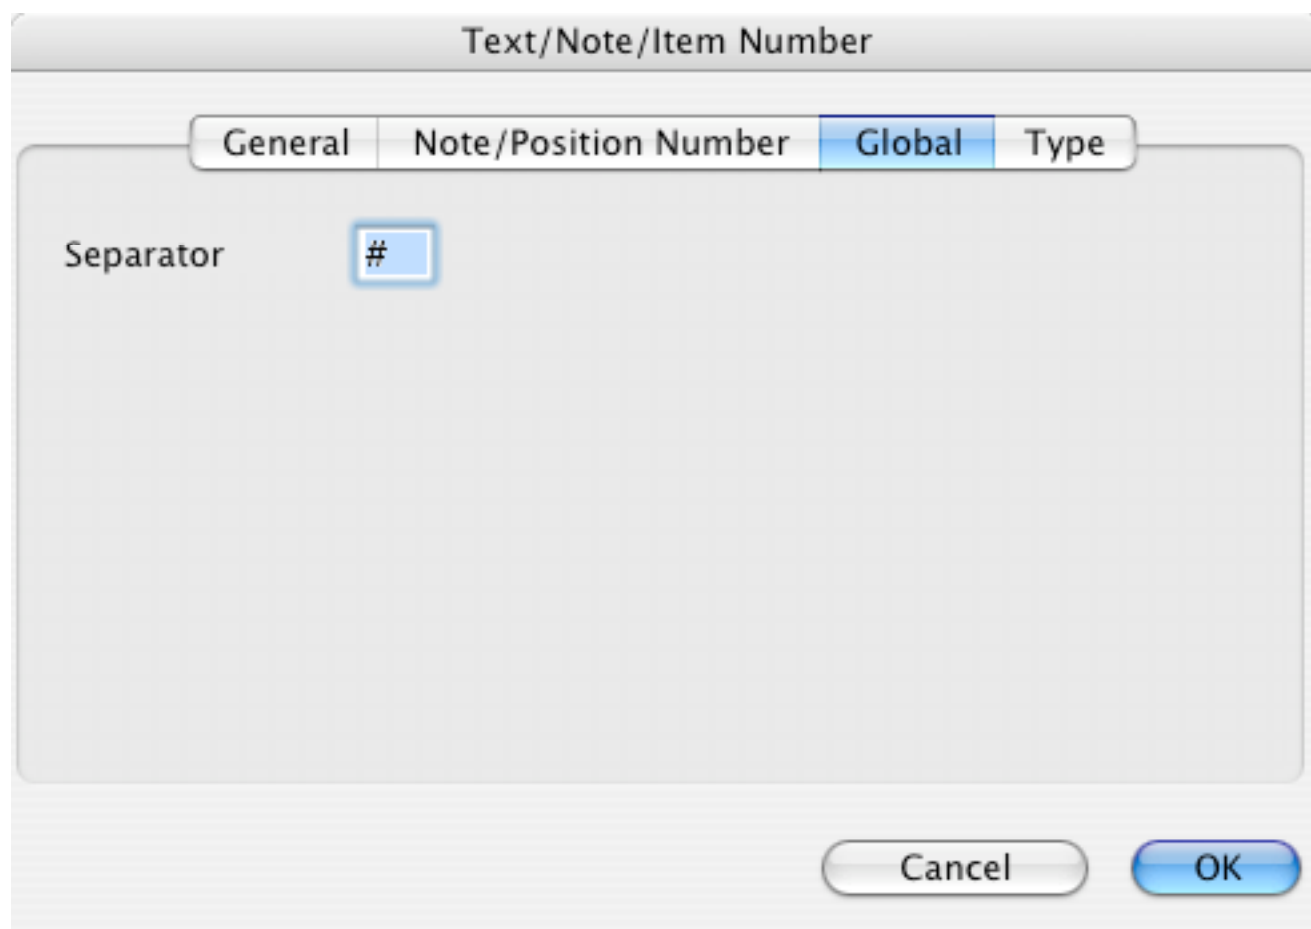 Text/Note/Item Number
General Note/Position Number Global Type
Separator #
Cancel OK